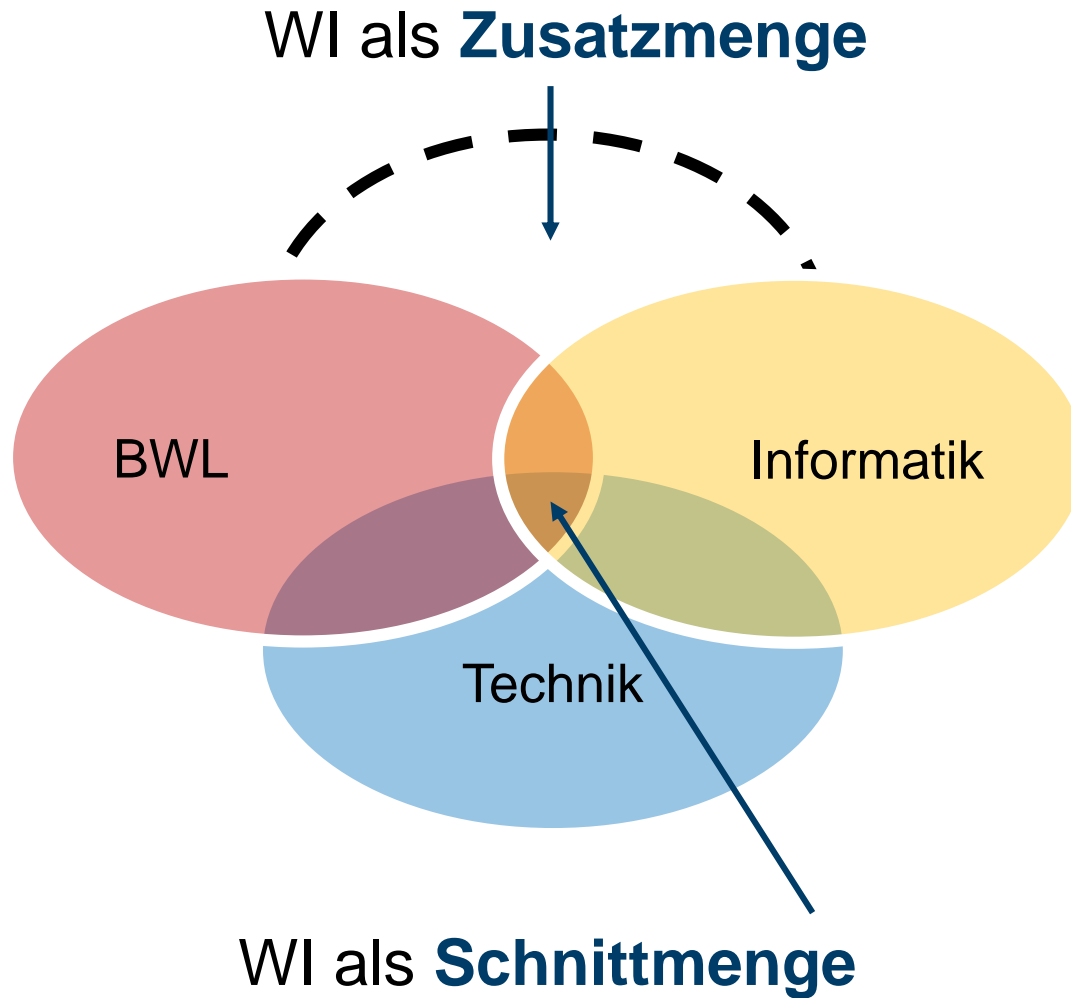 WI als Zusatzmenge
BWL
Informatik
Technik
WI als Schnittmenge